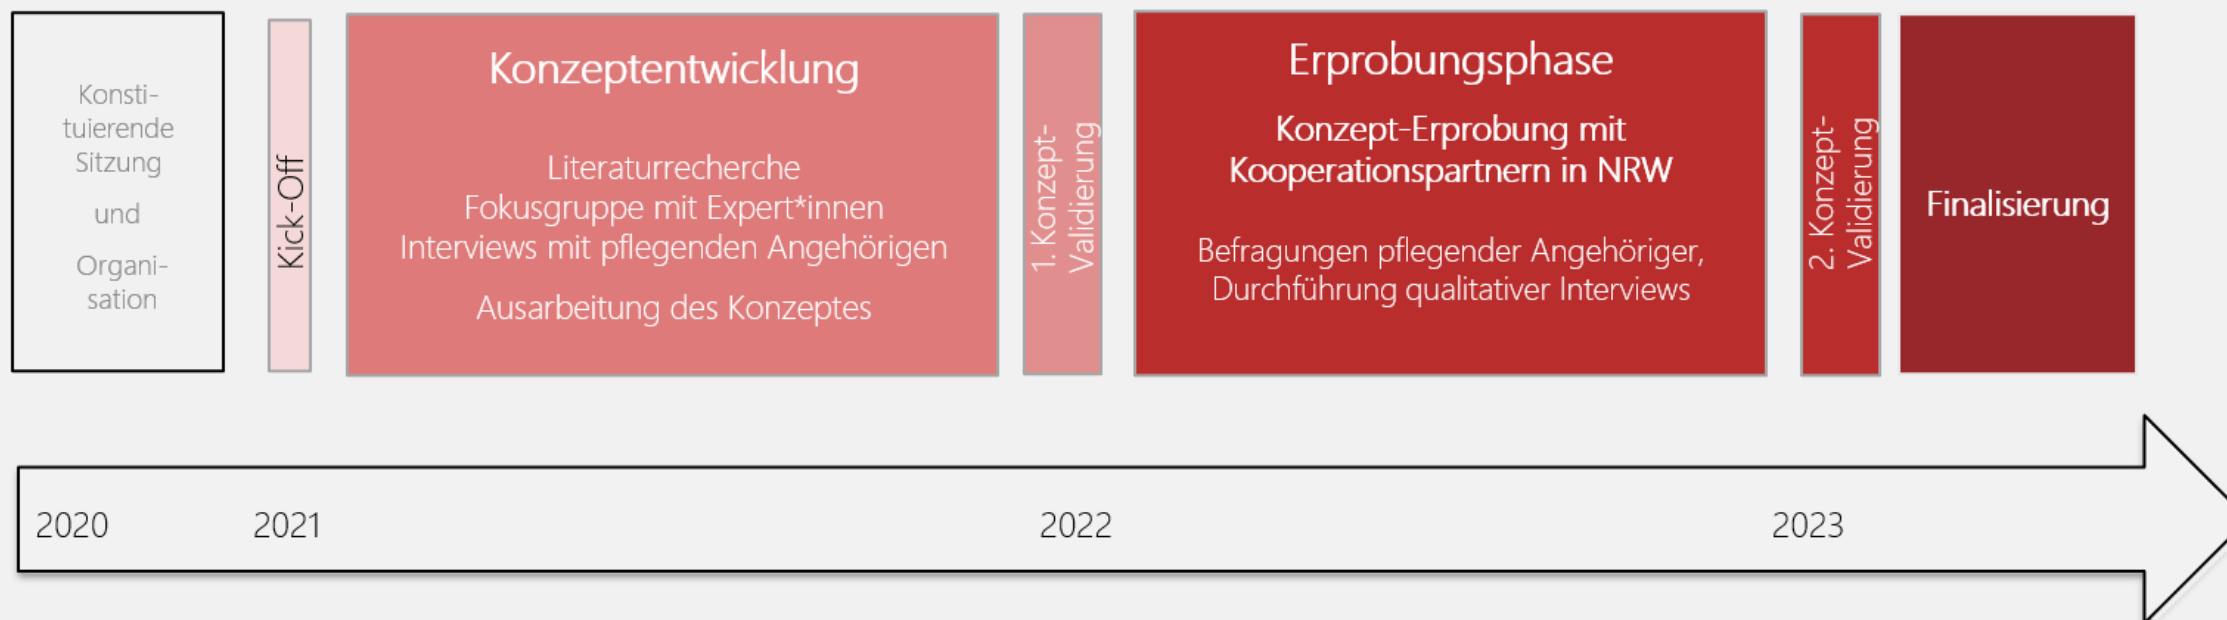 Konsti-
tuierende
Sitzung
und
Organi-
sation
Kick-Off
Konzeptentwicklung
Literaturrecherche
Fokusgruppe mit Expert*innen
Interviews mit pflegenden Angehörigen
Ausarbeitung des Konzeptes
1. Konzept-
Validierung
Erprobungsphase
Konzept-Erprobung mit
Kooperationspartnern in NRW
Befragungen pflegender Angehöriger,
Durchführung qualitativer Interviews
2. Konzept-
Validierung
Finalisierung
2020
2021
2022
2023